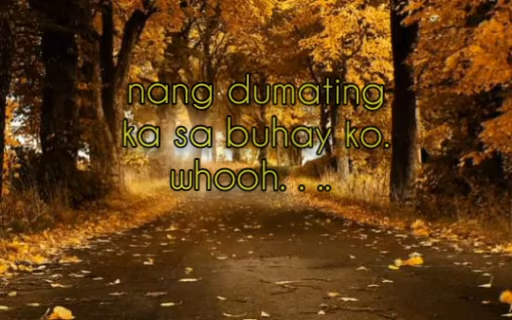 nang dumating
ka sa buhay ko.
whooh. . ..